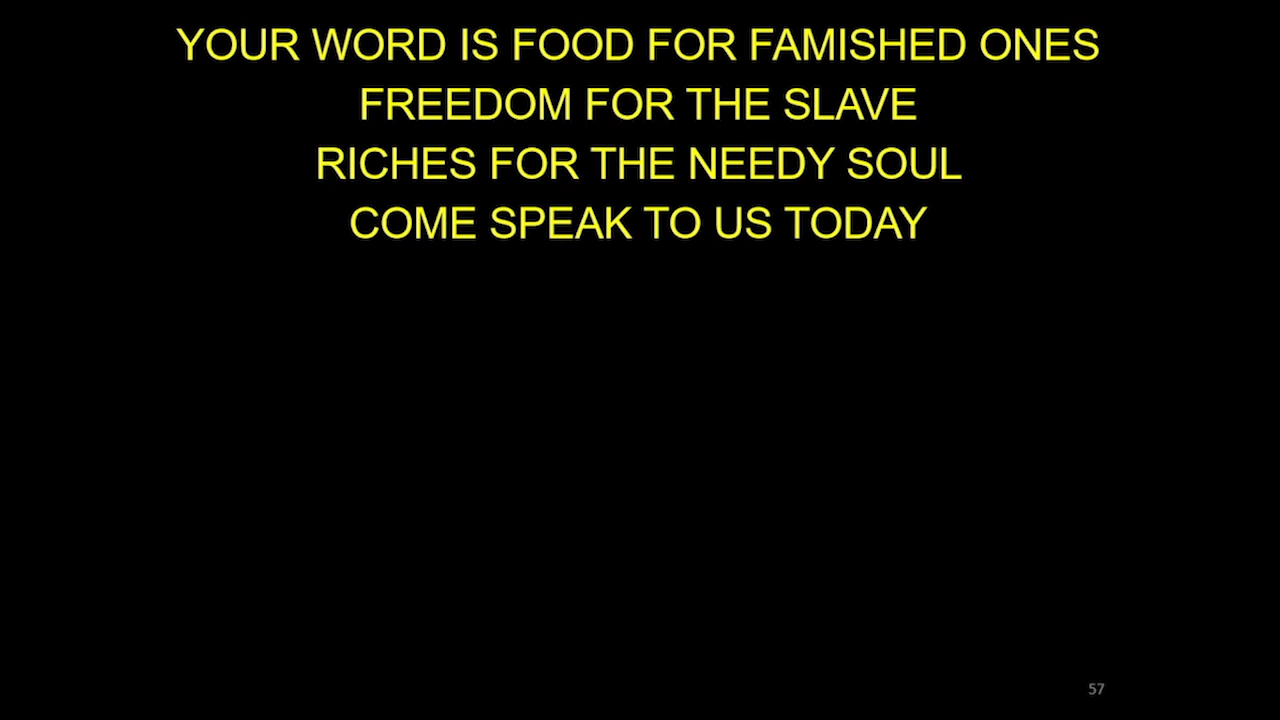 YOUR WORD IS FOOD FOR FAMISHED ONES
FREEDOM FOR THE SLAVE
RICHES FOR THE NEEDY SOUL
COME SPEAK TO US TODAY
57